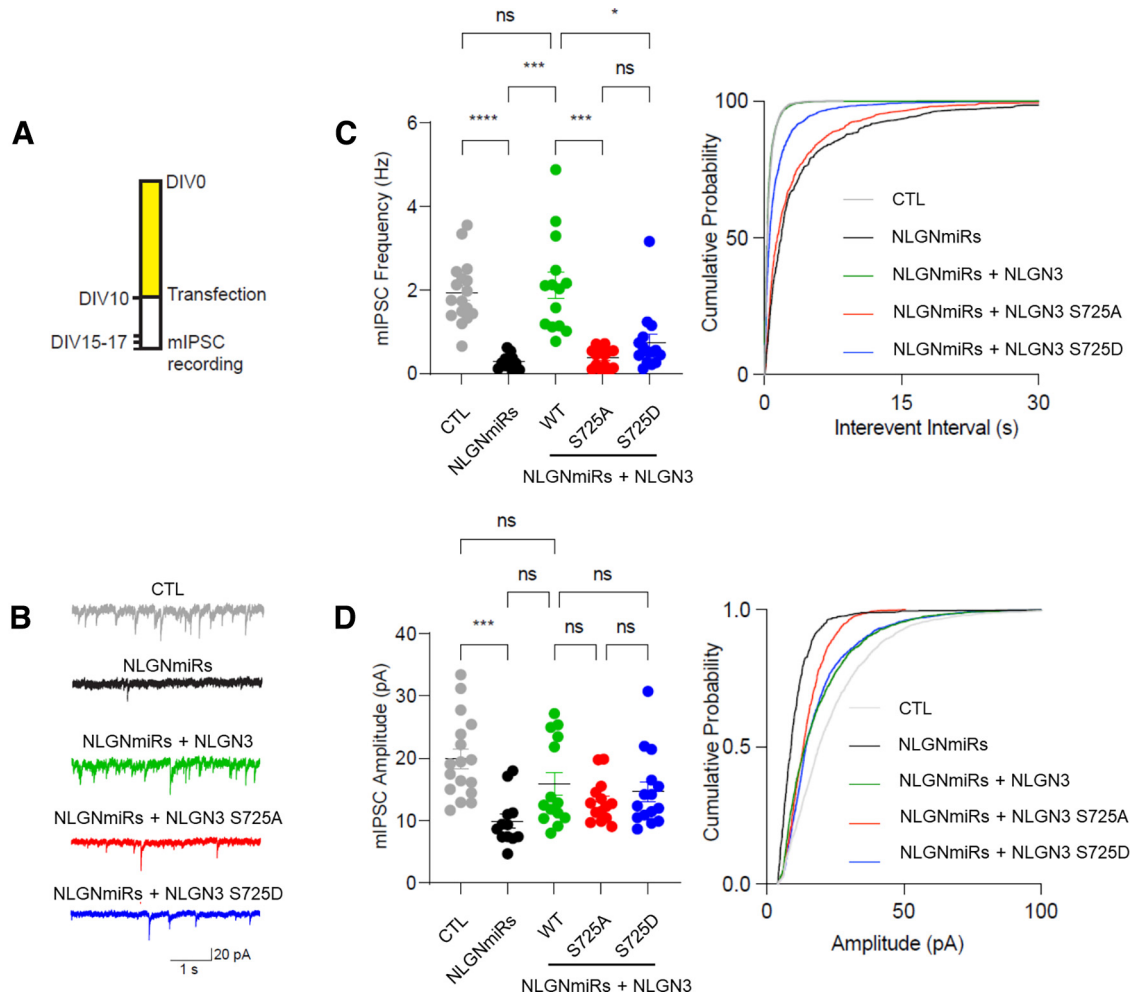 A
DIV0
DIV10
Transfection
DIV15-17
mIPSC
recording
B
CTL
NLGNmiRs
NLGNmiRs + NLGN3
NLGNmiRs + NLGN3 S725A
NLGNmiRs + NLGN3 S725D
20 pA
1 s
C
ns
*
***
ns
****
***
mIPSC Frequency (Hz)
6
4
2
0
CTL
NLGNmiRs
WT
S725A
S725D
NLGNmiRs + NLGN3
Cumulative Probability
100
50
0
0 15 30
Interevent Interval (s)
CTL
NLGNmiRs
NLGNmiRs + NLGN3
NLGNmiRs + NLGN3 S725A
NLGNmiRs + NLGN3 S725D
D
ns
ns
ns
***
ns
ns
mIPSC Amplitude (pA)
40
30
20
10
0
CTL
NLGNmiRs
WT
S725A
S725D
NLGNmiRs + NLGN3
Cumulative Probability
1.0
0.5
0.0
0 50 100
Amplitude (pA)
CTL
NLGNmiRs
NLGNmiRs + NLGN3
NLGNmiRs + NLGN3 S725A
NLGNmiRs + NLGN3 S725D